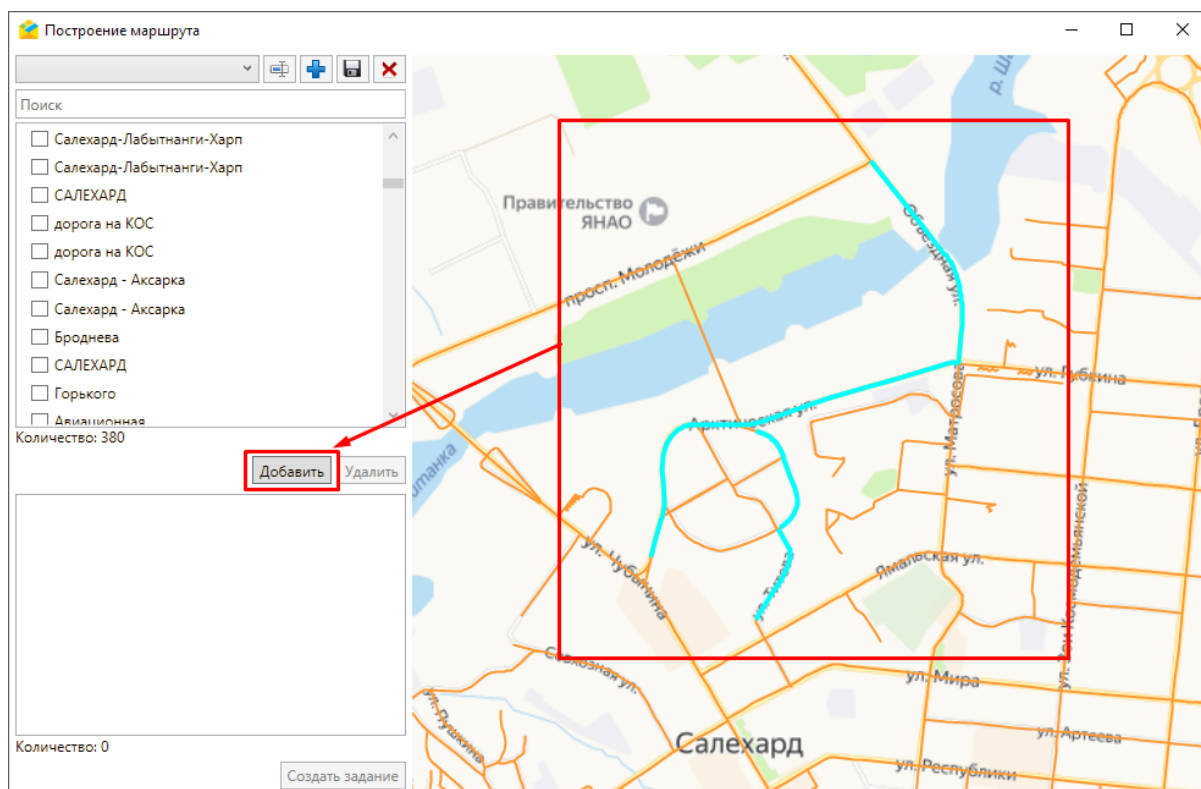 Построение маршрута
Поиск
Салехард-Лабытнанги-Харп
Салехард-Лабытнанги-Харп
САЛЕХАРД
дорога на КОС
дорога на КОС
Салехард - Аксарка
Салехард - Аксарка
Броднева
САЛЕХАРД
Горького
Авиационная
Количество: 380
Добавить
Удалить
Количество: 0
Создать задание
Правительство
ЯНАО
просп. Молодёжи
Объездная ул.
ул. Губкина
Арктическая ул.
ул. Матросова
ул. Чубынина
ул. Титова
Ямальская ул.
ул. Зои Космодемьянской
Совхозная ул.
ул. Пушкина
ул. Мира
Салехард
ул. Артеева
ул. Республики